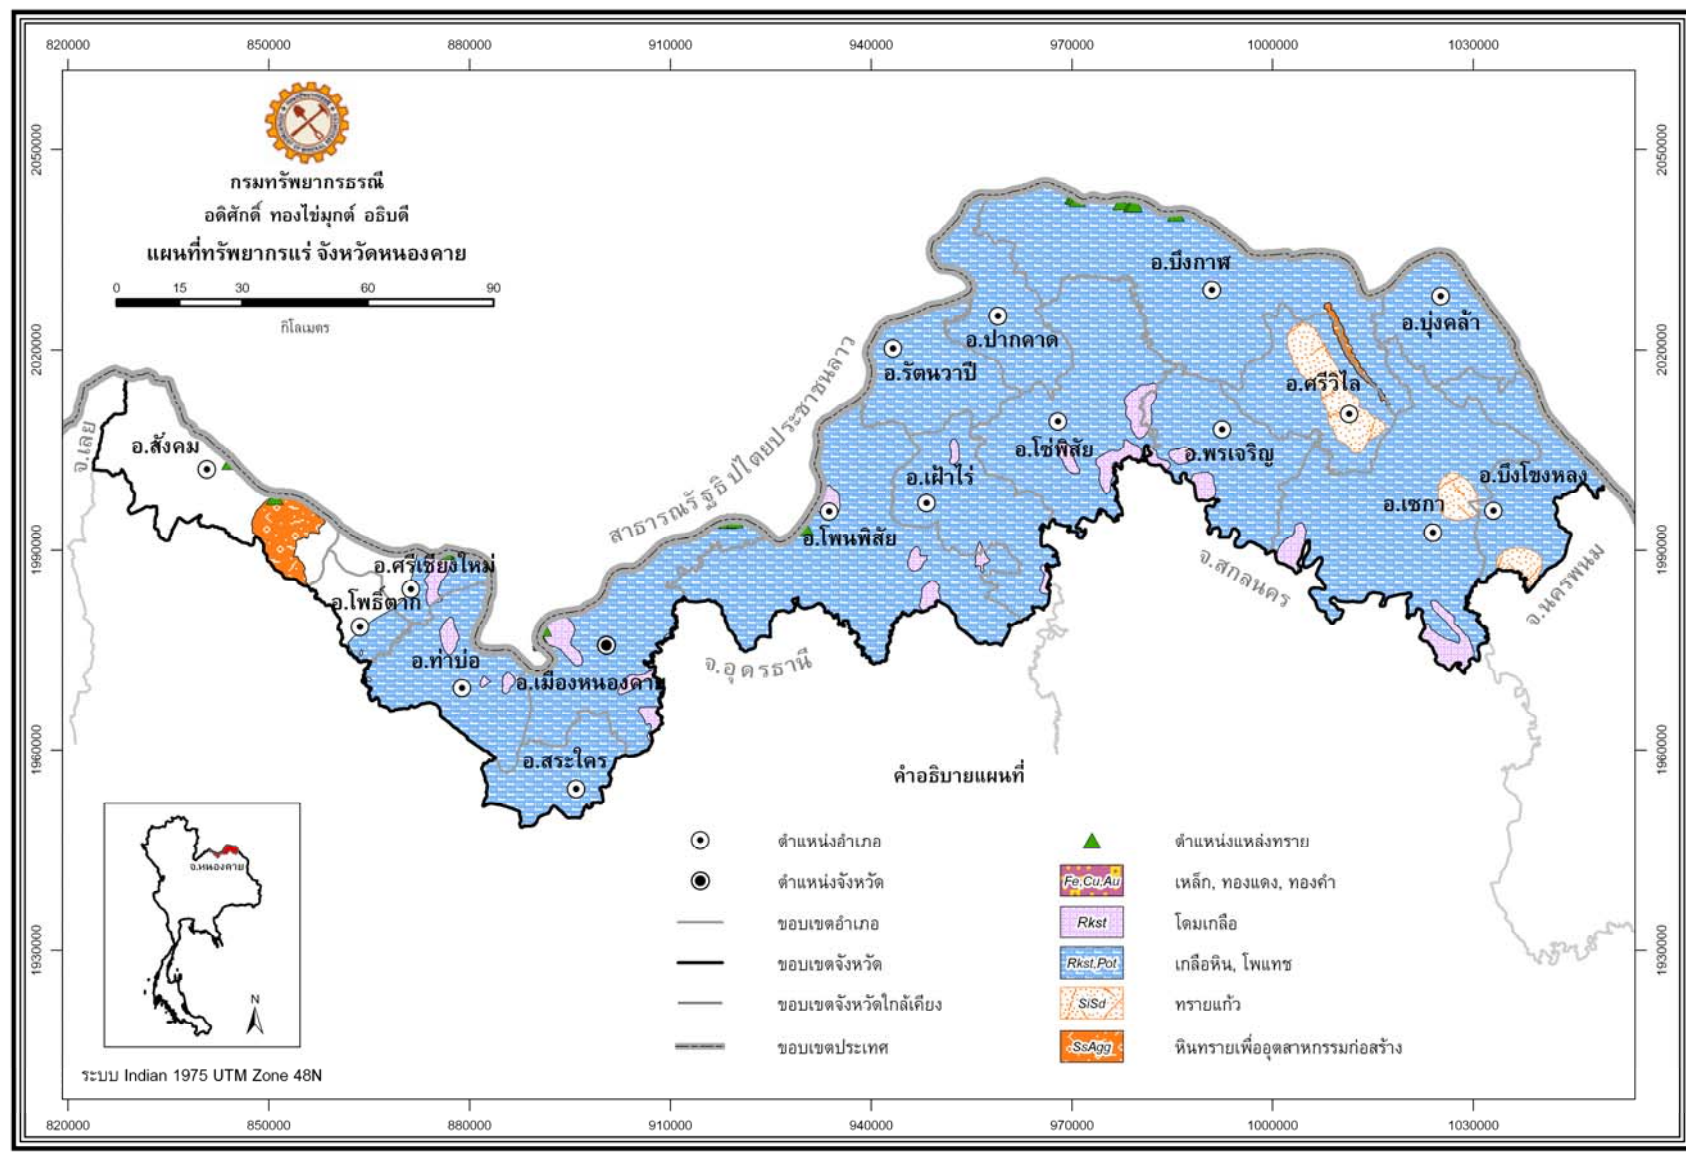 820000 850000 880000 910000 940000 970000 1000000 1030000
2050000 2050000
2020000 2020000
1990000 1990000
1960000 1960000
1930000 1930000
กรมทรัพยากรธรณี
อดิศักดิ์ ทองไข่มุกต์ อธิบดี
แผนที่ทรัพยากรแร่ จังหวัดหนองคาย
0 15 30 60 90
กิโลเมตร
สาธารณรัฐธิปไตยประชาชนลาว
จ.เลย
อ.สังคม
อ.ศรีเชียงใหม่
อ.โพธิ์ตาก
อ.ท่าบ่อ
อ.เมืองหนองคาย
อ.สระใคร
อ.โพนพิสัย
อ.เฝ้าไร่
อ.รัตนวาปี
อ.ปากคาด
อ.โซ่พิสัย
อ.บึงกาฬ
อ.พรเจริญ
อ.ศรีวิไล
อ.บุ่งคล้า
อ.เซกา
อ.บึงโขงหลง
จ.อุดรธานี
จ.สกลนคร
จ.นครพนม
คำอธิบายแผนที่
ตำแหน่งอำเภอ
ตำแหน่งจังหวัด
ขอบเขตอำเภอ
ขอบเขตจังหวัด
ขอบเขตจังหวัดใกล้เคียง
ขอบเขตประเทศ
ตำแหน่งแหล่งทราย
Fe,Cu,Au เหล็ก, ทองแดง, ทองคำ
Rkst โดมเกลือ
Rkst,Pot เกลือหิน, โพแทช
SiSd ทรายแก้ว
SsAgg หินทรายเพื่ออุตสาหกรรมก่อสร้าง
จ.หนองคาย
N
ระบบ Indian 1975 UTM Zone 48N
820000 850000 880000 910000 940000 970000 1000000 1030000